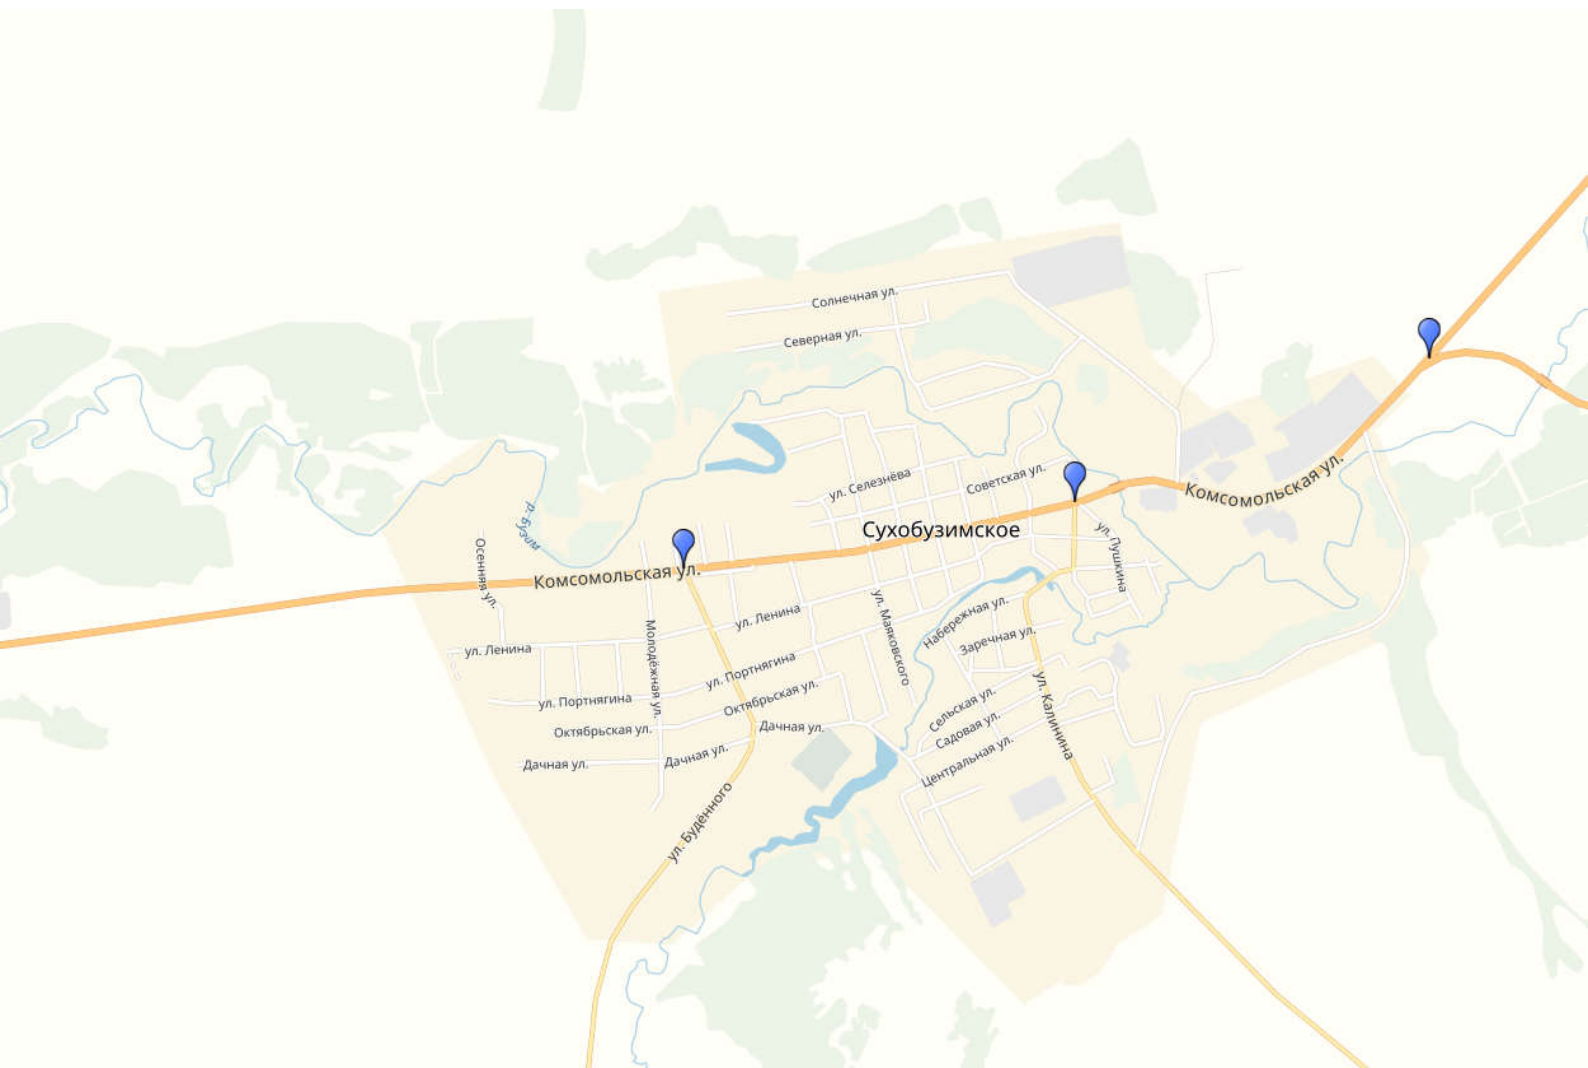 Солнечная ул.
Северная ул.
ул. Селезнёва
Советская ул.
Комсомольская ул.
Сухобузимское
р. Бузим
ул. Пушкина
Осенняя ул.
Комсомольская ул.
ул. Ленина
Набережная ул.
ул. Маяковского
Заречная ул.
ул. Ленина
Молодёжная ул.
ул. Портнягина
ул. Портнягина
Октябрьская ул.
Сельская ул.
ул. Калинина
Октябрьская ул.
Дачная ул.
Садовая ул.
Дачная ул.
Дачная ул.
Центральная ул.
ул. Будённого